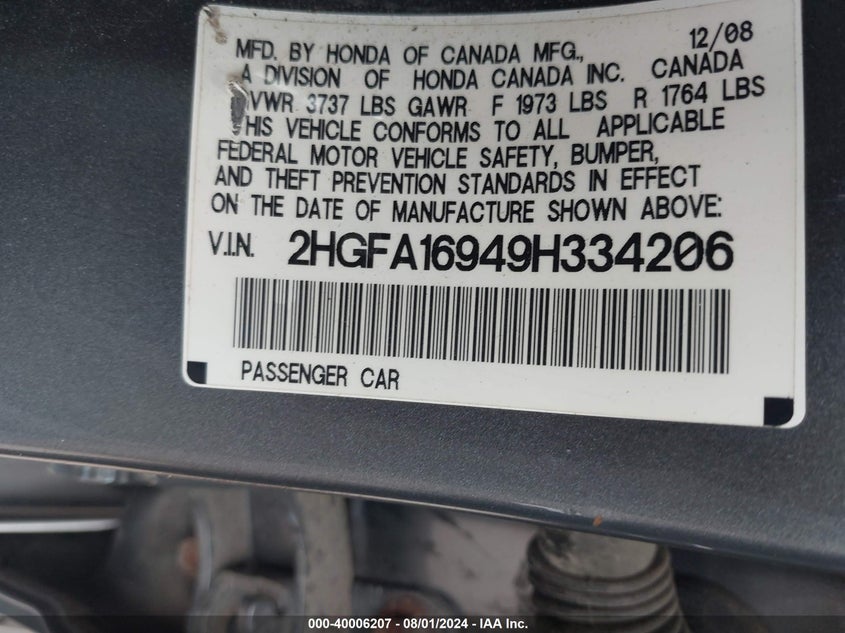 12/08
MFD. BY HONDA OF CANADA MFG.,
A DIVISION OF HONDA CANADA INC. CANADA
VWR 3737 LBS GAWR F 1973 LBS R 1764 LBS
THIS VEHICLE CONFORMS TO ALL APPLICABLE
FEDERAL MOTOR VEHICLE SAFETY, BUMPER,
AND THEFT PREVENTION STANDARDS IN EFFECT
ON THE DATE OF MANUFACTURE SHOWN ABOVE:
V.I.N. 2HGFA16949H334206
PASSENGER CAR
000-40006207 - 08/01/2024 - IAA Inc.